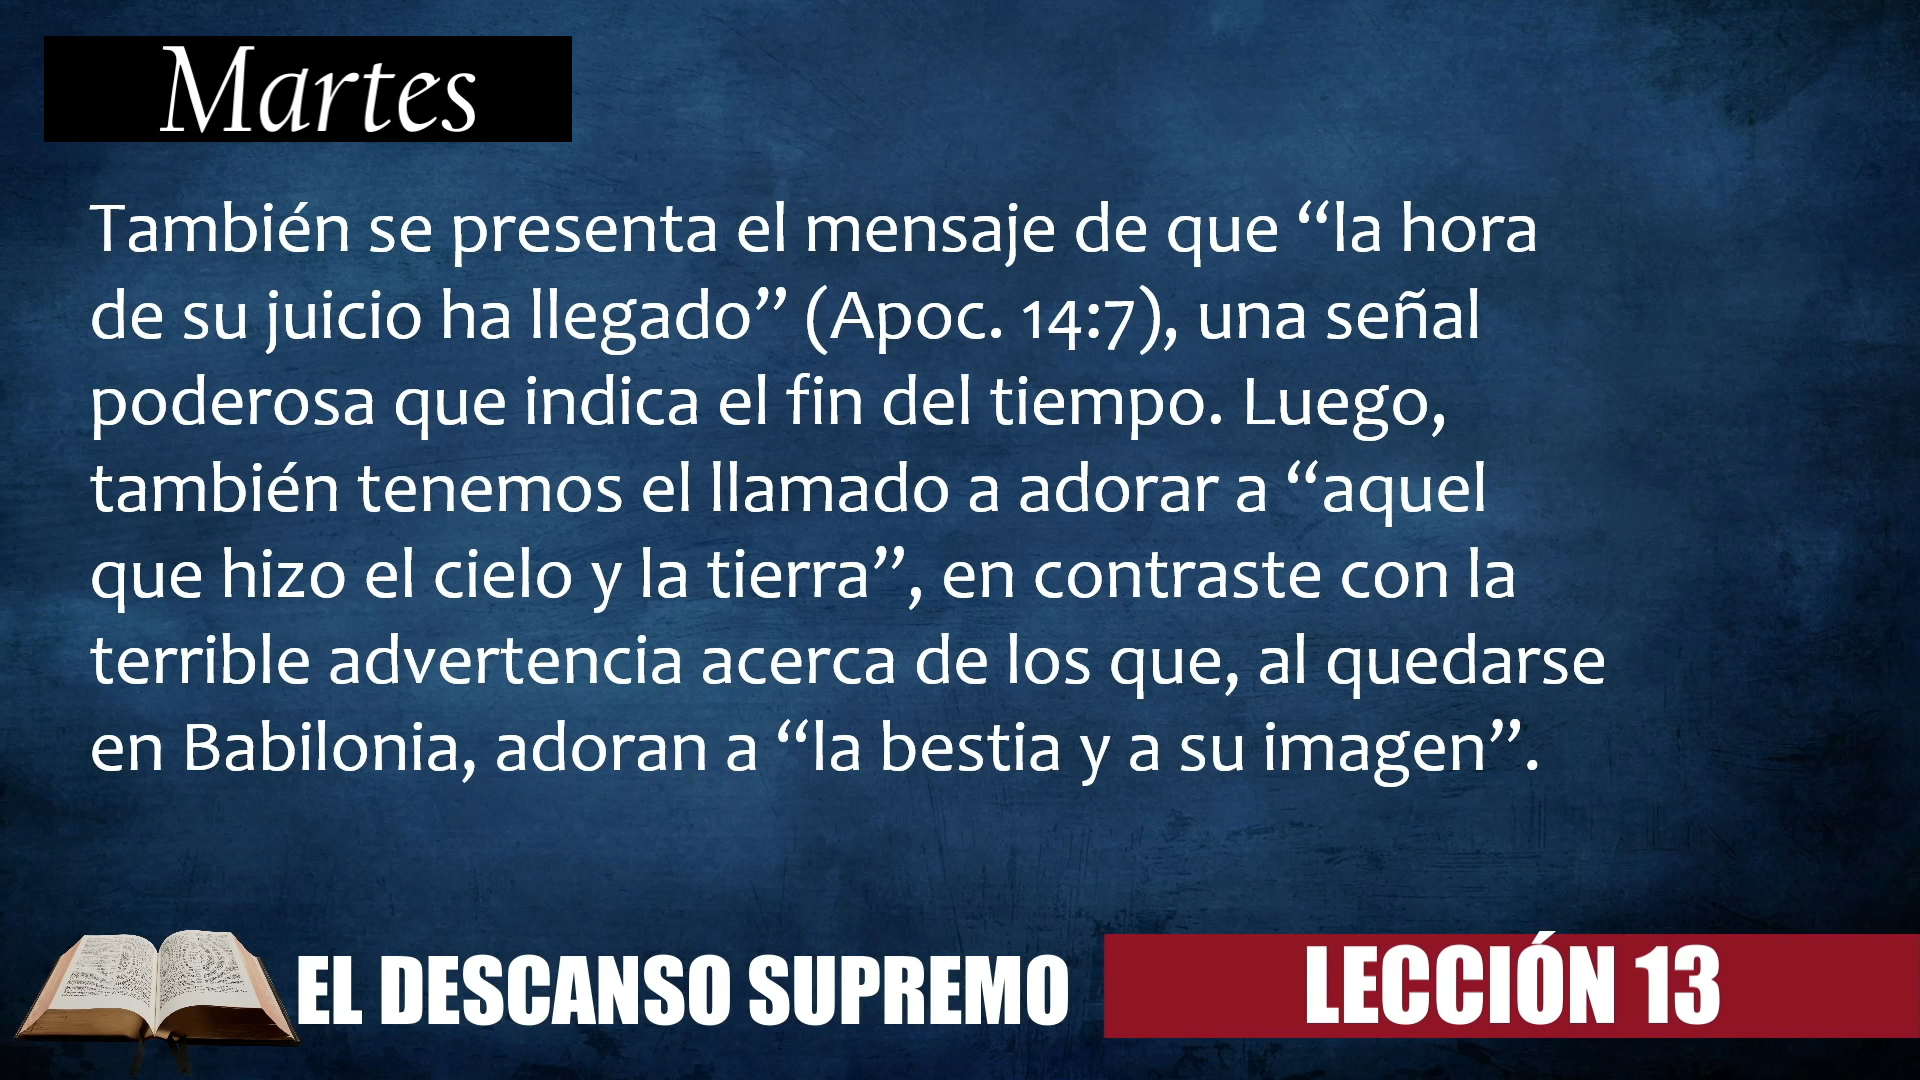 Martes
También se presenta el mensaje de que “la hora
de su juicio ha llegado” (Apoc. 14:7), una señal
poderosa que indica el fin del tiempo. Luego,
también tenemos el llamado a adorar a “aquel
que hizo el cielo y la tierra”, en contraste con la
terrible advertencia acerca de los que, al quedarse
en Babilonia, adoran a “la bestia y a su imagen”.
EL DESCANSO SUPREMO
LECCIÓN 13